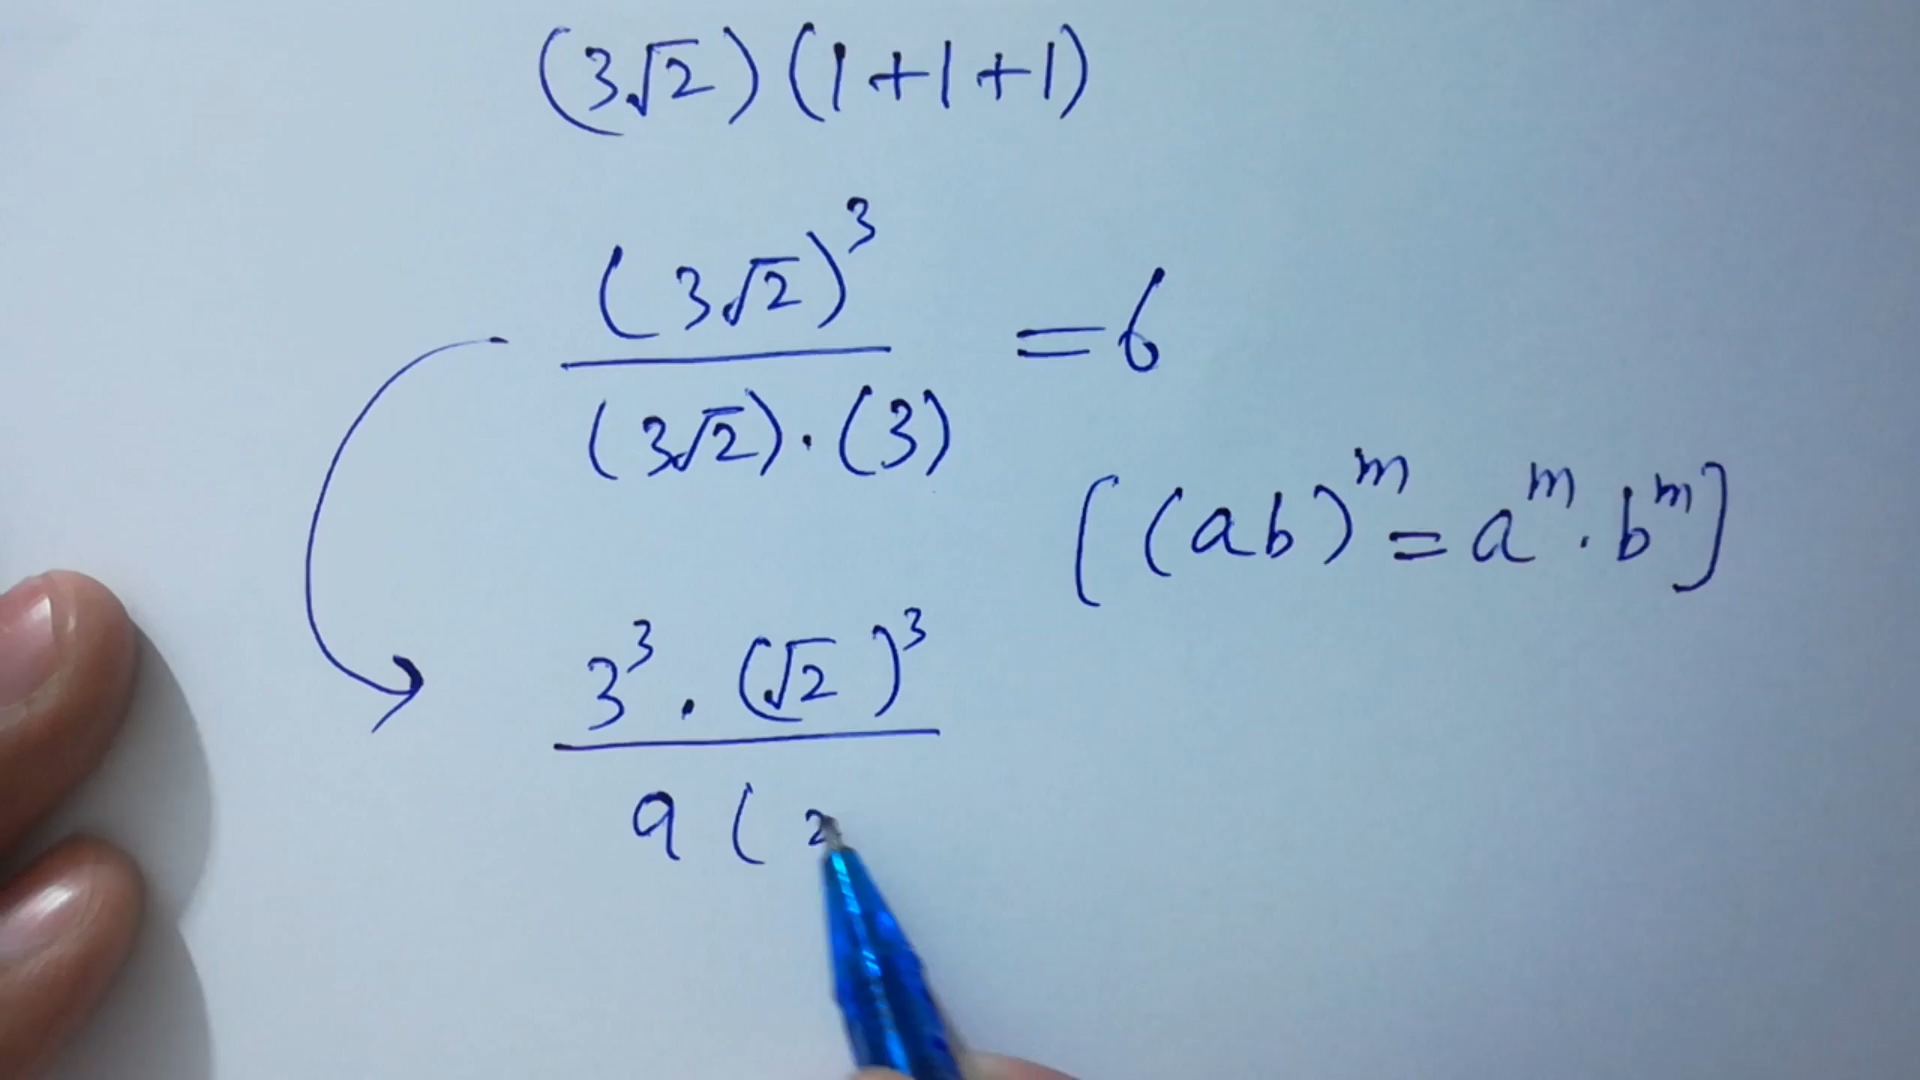 (3√2)(1+1+1)
(3√2)³
= 6
(3√2)·(3)
[(ab)ᵐ = aᵐ·bᵐ]
3³ · (√2)³
9 ( 2